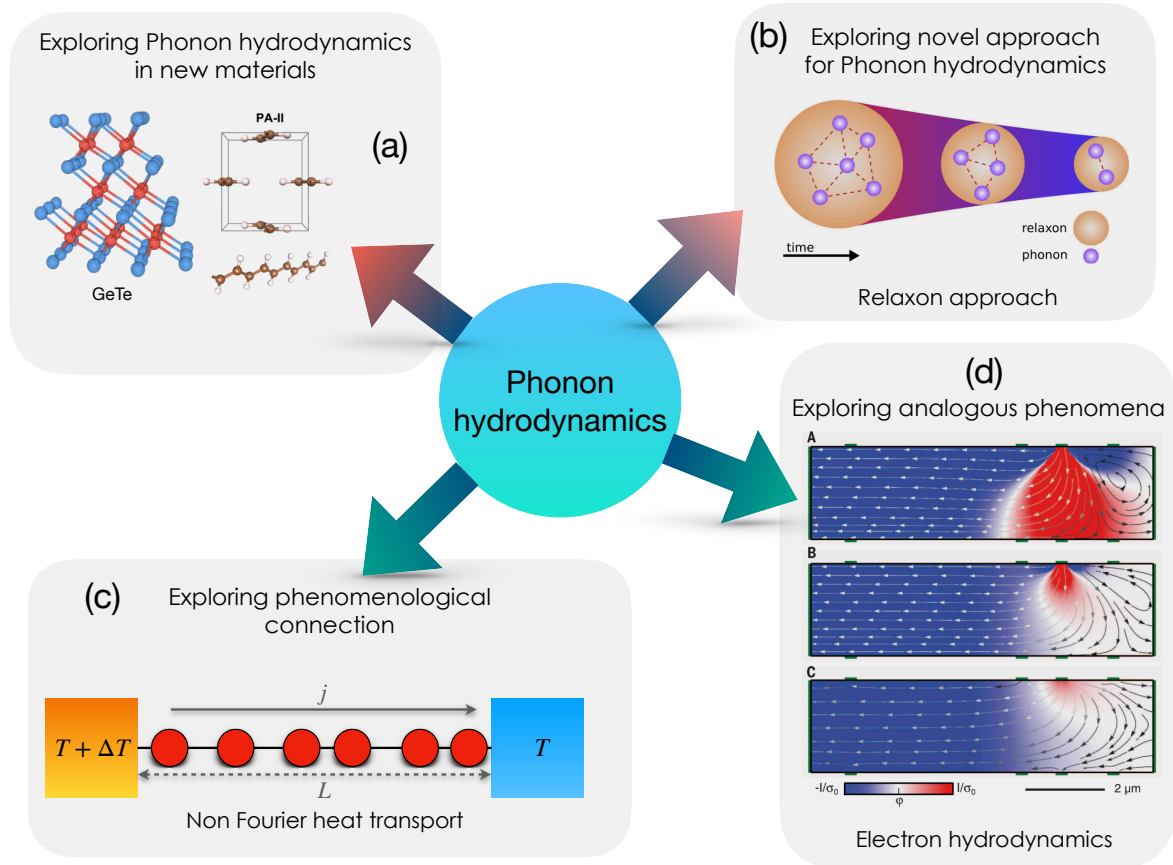 Exploring Phonon hydrodynamics
in new materials
PA-II
(a)
GeTe
(b)
Exploring novel approach
for Phonon hydrodynamics
time
relaxon
phonon
Relaxon approach
Phonon
hydrodynamics
(c)
Exploring phenomenological
connection
j
T + ΔT
T
L
Non Fourier heat transport
(d)
Exploring analogous phenomena
A
B
C
-I/σ₀
I/σ₀
φ
2 μm
Electron hydrodynamics